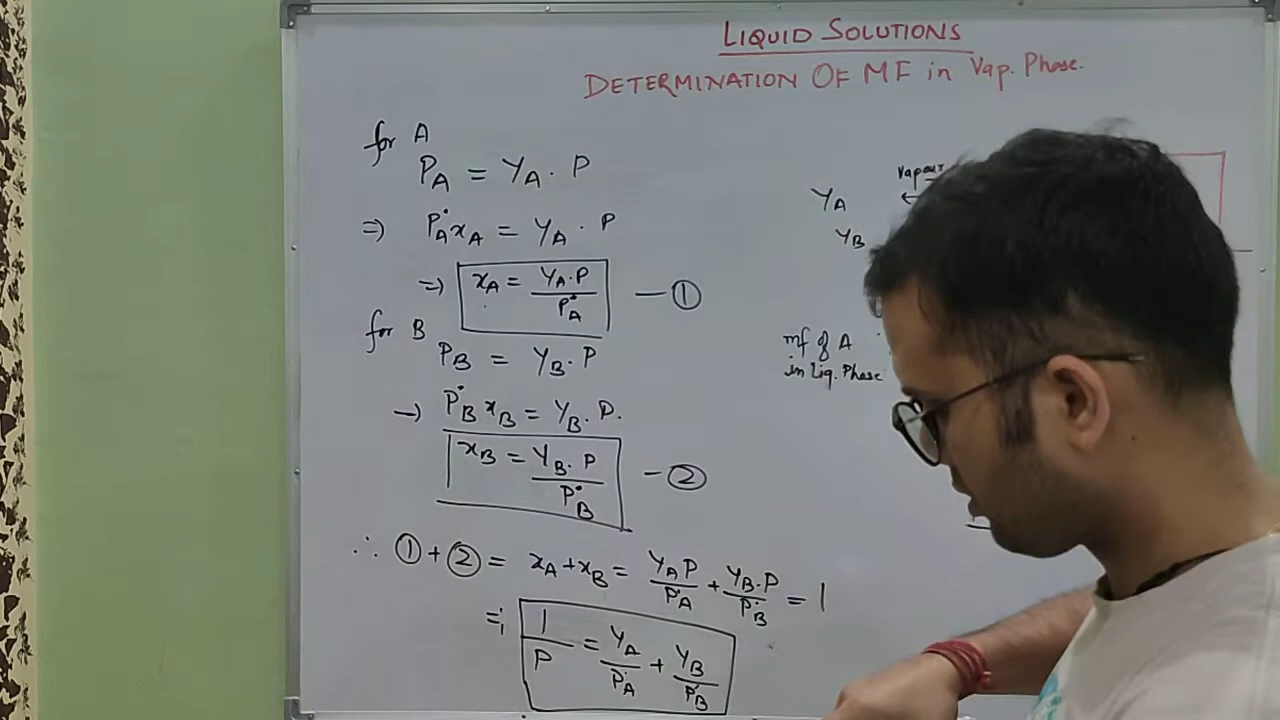 LIQUID SOLUTIONS
DETERMINATION OF MF in Vap. Phase.
for A
P_A = Y_A . P
⇒ P°_A x_A = Y_A . P
⇒ x_A = Y_A . P / P°_A — ①
for B
P_B = Y_B . P
→ P°_B x_B = Y_B . P.
x_B = Y_B . P / P°_B — ②
∴ ① + ② = x_A + x_B = Y_A P / P°_A + Y_B . P / P°_B = 1
⇒ 1 / P = Y_A / P°_A + Y_B / P°_B
Vapour
Y_A ←
Y_B
mf of A
in Liq. Phase